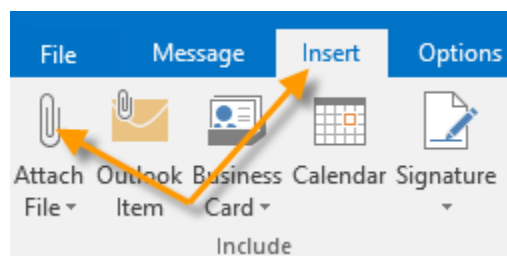 File Message Insert Options
Attach Outlook Business Calendar Signature
File Item Card
Include